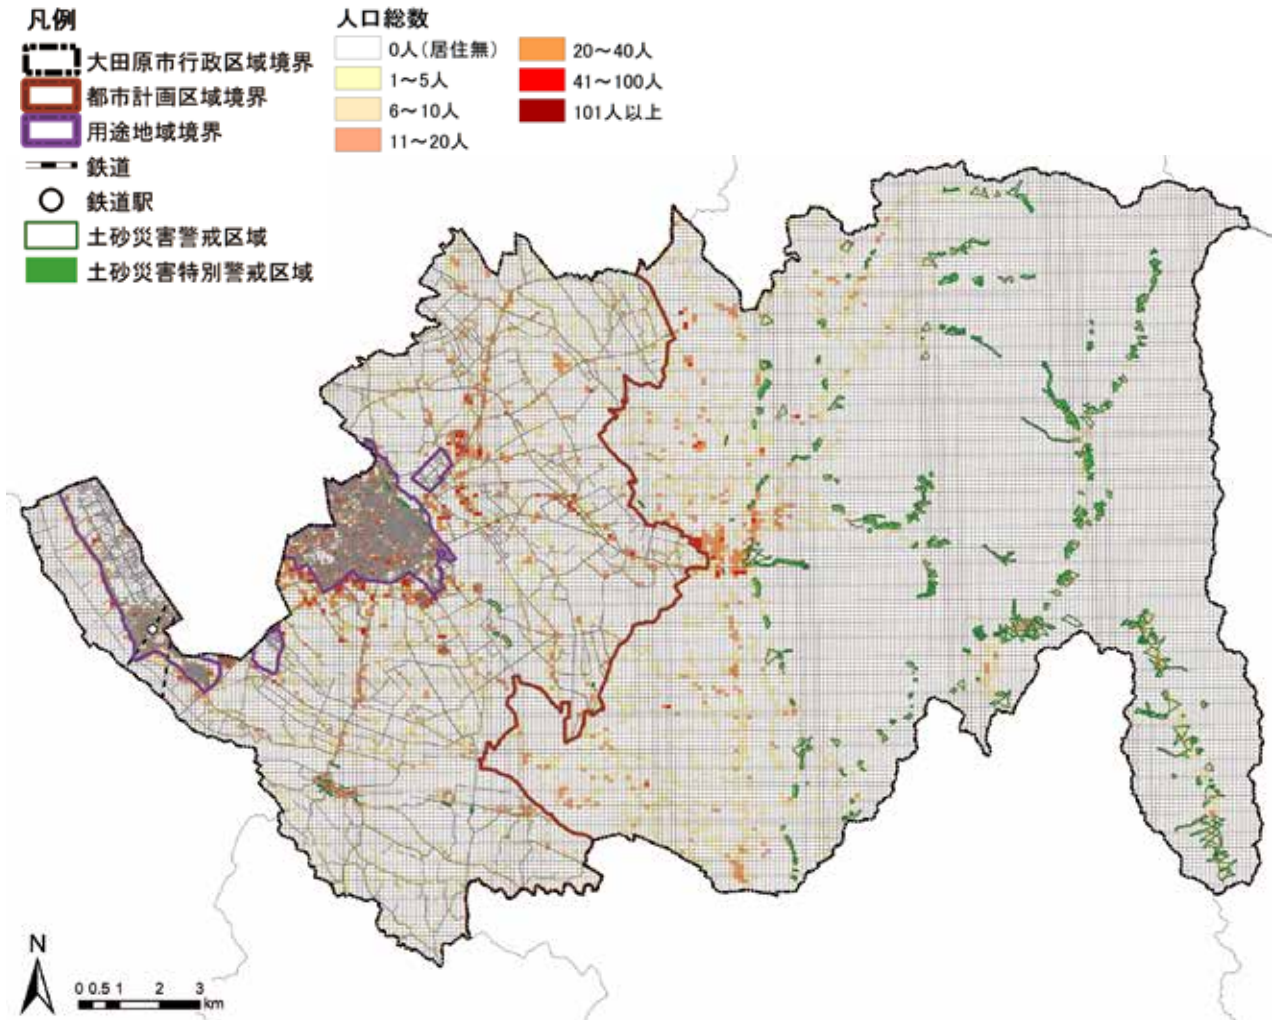 凡例
大田原市行政区域境界
都市計画区域境界
用途地域境界
鉄道
鉄道駅
土砂災害警戒区域
土砂災害特別警戒区域
人口総数
0人(居住無)
1～5人
6～10人
11～20人
20～40人
41～100人
101人以上
N
0 0.5 1 2 3
km